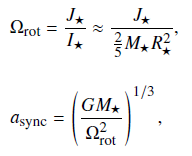 Ω_rot = J_⋆ / I_⋆ ≈ J_⋆ / (2/5 M_⋆ R_⋆^2),
a_sync = (G M_⋆ / Ω_rot^2)^{1/3},